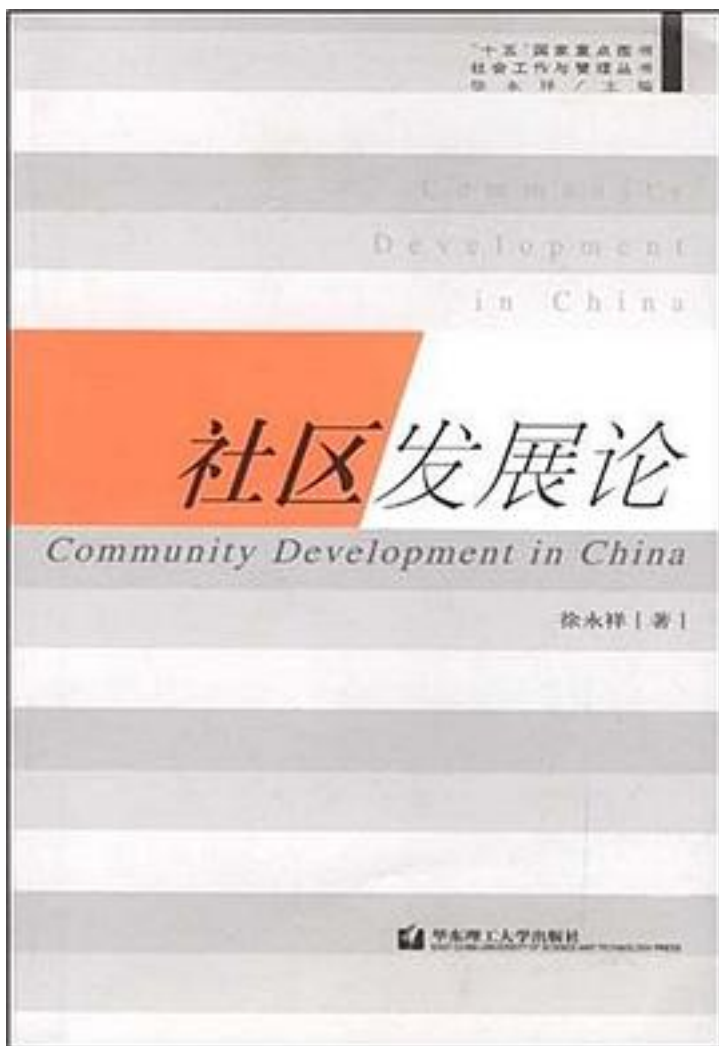 "十五"国家重点图书
社会工作与管理丛书
徐永祥／主编
Community
Development
in China
社区发展论
Community Development in China
徐永祥 | 著 |
华东理工大学出版社
EAST CHINA UNIVERSITY OF SCIENCE AND TECHNOLOGY PRESS